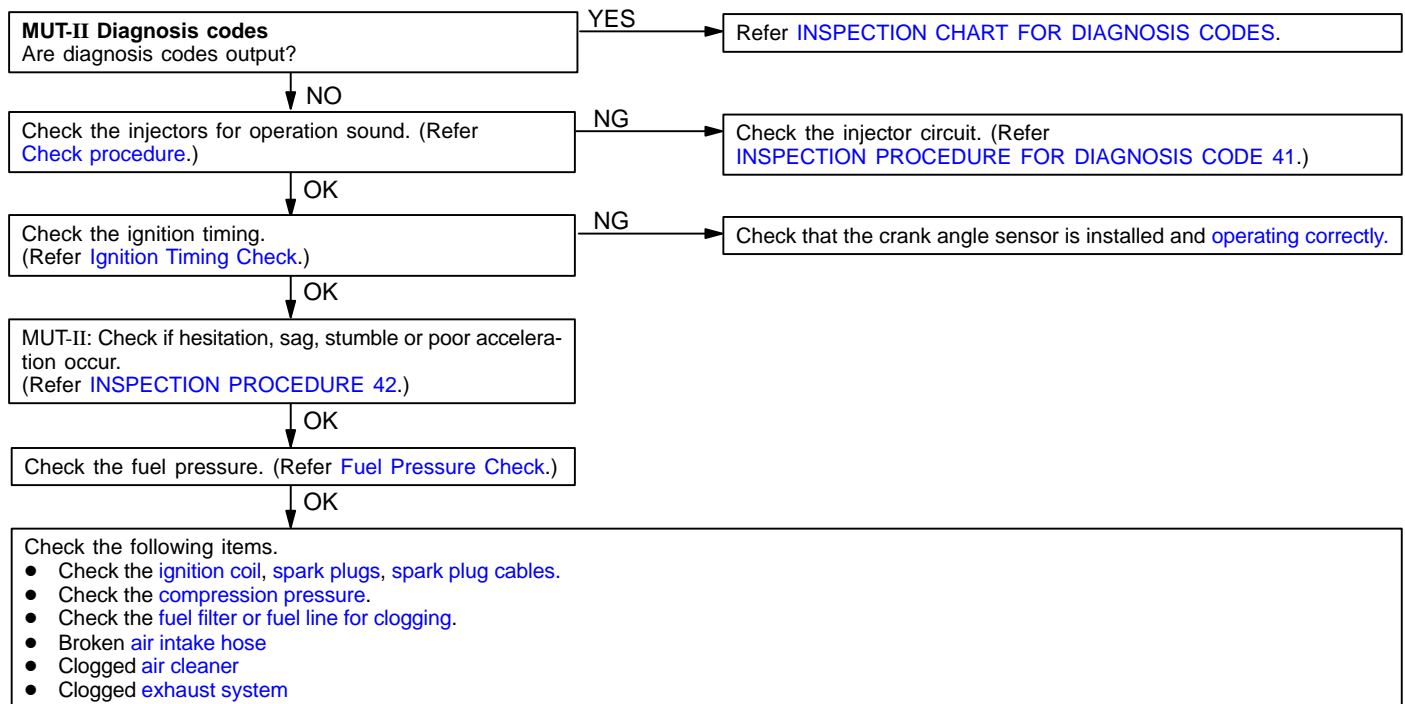 MUT-II Diagnosis codes
Are diagnosis codes output?
YES
Refer INSPECTION CHART FOR DIAGNOSIS CODES.
NO
Check the injectors for operation sound. (Refer
Check procedure.)
NG
Check the injector circuit. (Refer
INSPECTION PROCEDURE FOR DIAGNOSIS CODE 41.)
OK
Check the ignition timing.
(Refer Ignition Timing Check.)
NG
Check that the crank angle sensor is installed and operating correctly.
OK
MUT-II: Check if hesitation, sag, stumble or poor accelera-
tion occur.
(Refer INSPECTION PROCEDURE 42.)
OK
Check the fuel pressure. (Refer Fuel Pressure Check.)
OK
Check the following items.
● Check the ignition coil, spark plugs, spark plug cables.
● Check the compression pressure.
● Check the fuel filter or fuel line for clogging.
● Broken air intake hose
● Clogged air cleaner
● Clogged exhaust system